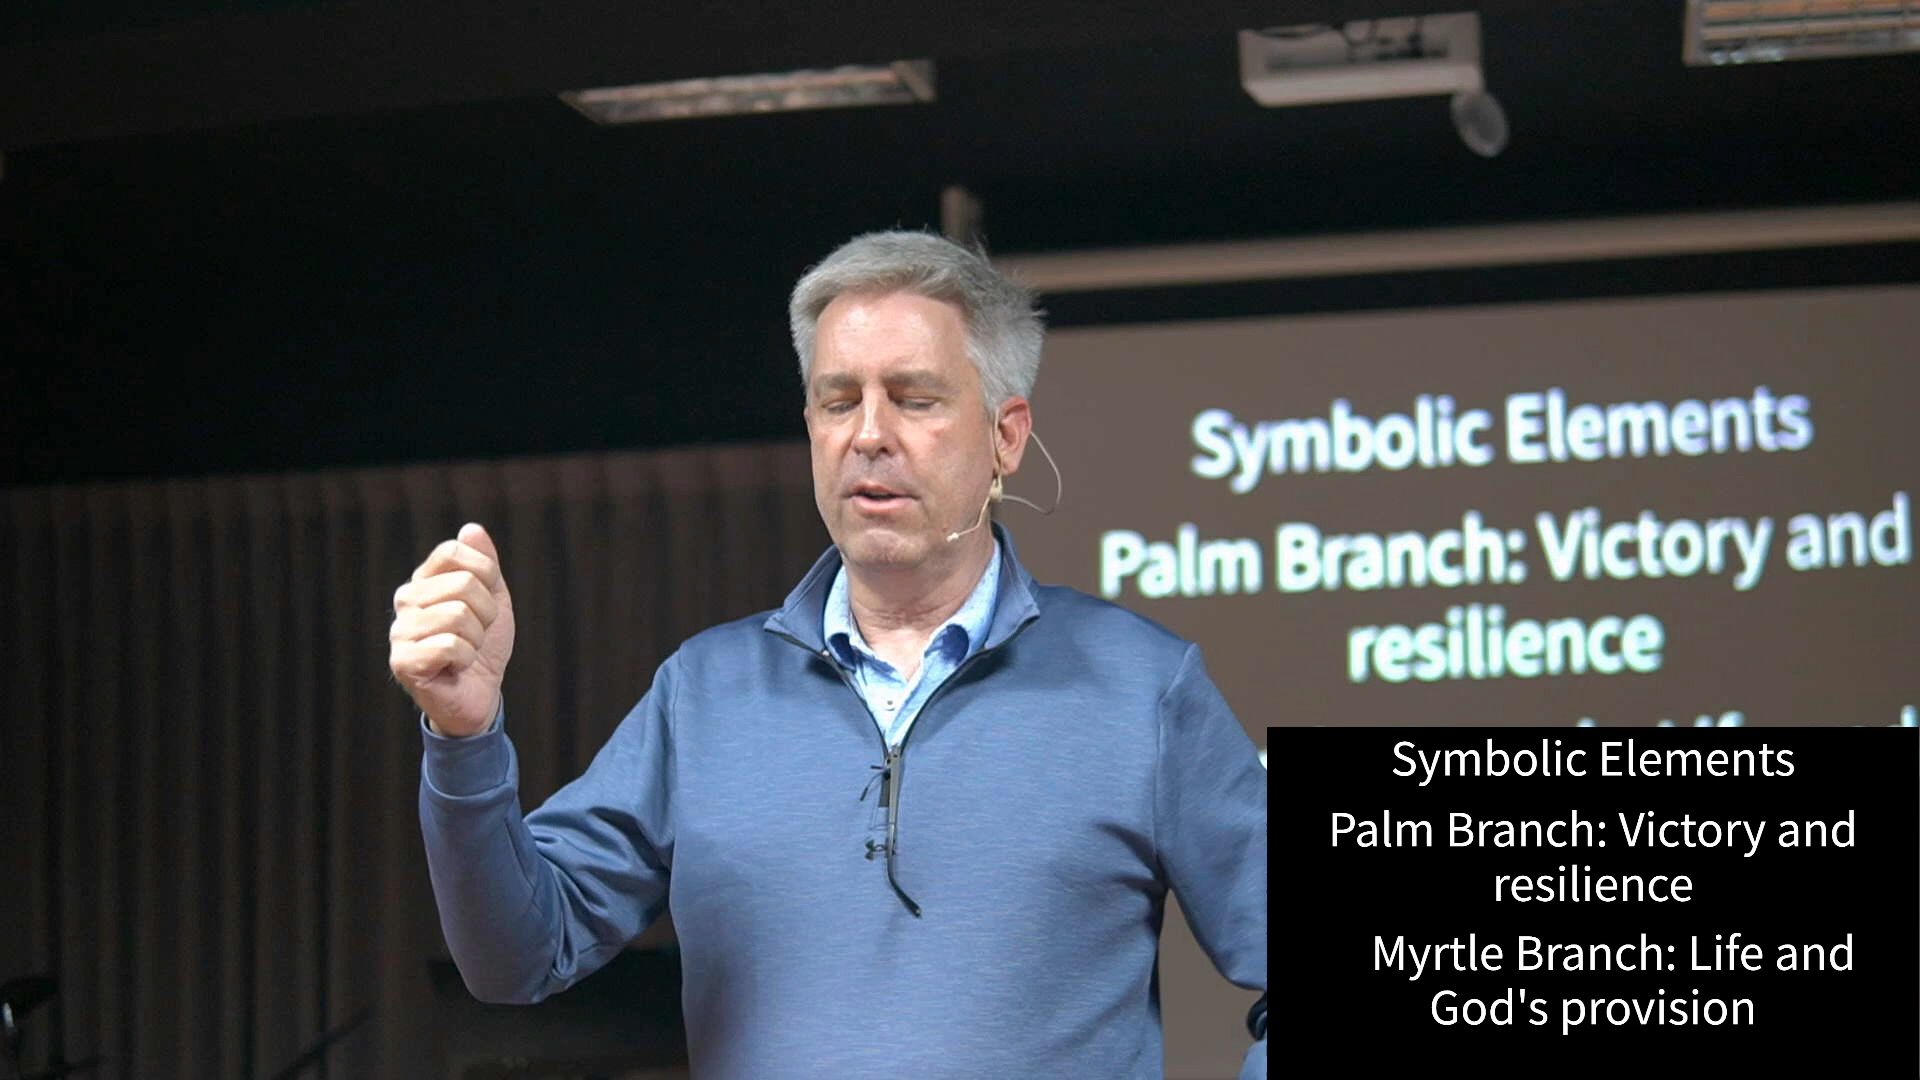 Symbolic Elements
Palm Branch: Victory and
resilience
Symbolic Elements
Palm Branch: Victory and
resilience
Myrtle Branch: Life and
God's provision